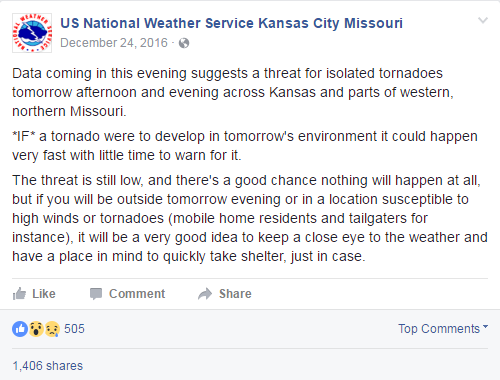 US National Weather Service Kansas City Missouri
December 24, 2016 ·
Data coming in this evening suggests a threat for isolated tornadoes
tomorrow afternoon and evening across Kansas and parts of western,
northern Missouri.
*IF* a tornado were to develop in tomorrow's environment it could happen
very fast with little time to warn for it.
The threat is still low, and there's a good chance nothing will happen at all,
but if you will be outside tomorrow evening or in a location susceptible to
high winds or tornadoes (mobile home residents and tailgaters for
instance), it will be a very good idea to keep a close eye to the weather and
have a place in mind to quickly take shelter, just in case.
Like Comment Share
505 Top Comments
1,406 shares